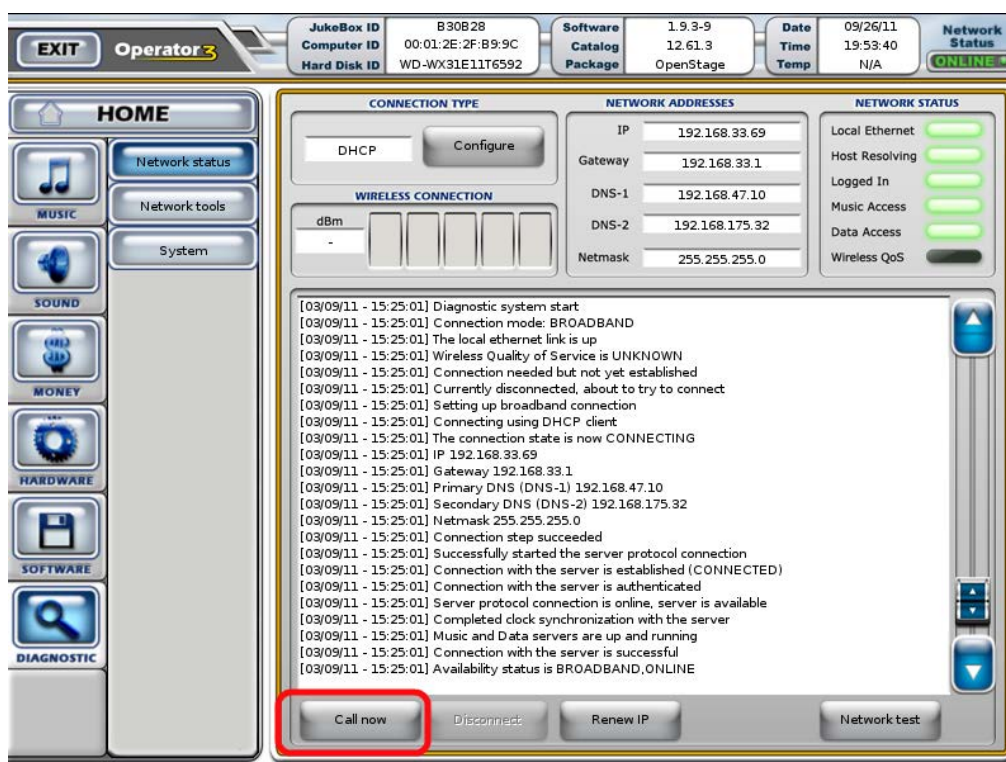 EXIT
Operator 3
JukeBox ID B30B28
Computer ID 00:01:2E:2F:B9:9C
Hard Disk ID WD-WX31E11T6592
Software 1.9.3-9
Catalog 12.61.3
Package OpenStage
Date 09/26/11
Time 19:53:40
Temp N/A
Network
Status
ONLINE
HOME
MUSIC
SOUND
MONEY
HARDWARE
SOFTWARE
DIAGNOSTIC
Network status
Network tools
System
CONNECTION TYPE
DHCP Configure
WIRELESS CONNECTION
dBm
-
NETWORK ADDRESSES
IP 192.168.33.69
Gateway 192.168.33.1
DNS-1 192.168.47.10
DNS-2 192.168.175.32
Netmask 255.255.255.0
NETWORK STATUS
Local Ethernet
Host Resolving
Logged In
Music Access
Data Access
Wireless QoS
[03/09/11 - 15:25:01] Diagnostic system start
[03/09/11 - 15:25:01] Connection mode: BROADBAND
[03/09/11 - 15:25:01] The local ethernet link is up
[03/09/11 - 15:25:01] Wireless Quality of Service is UNKNOWN
[03/09/11 - 15:25:01] Connection needed but not yet established
[03/09/11 - 15:25:01] Currently disconnected, about to try to connect
[03/09/11 - 15:25:01] Setting up broadband connection
[03/09/11 - 15:25:01] Connecting using DHCP client
[03/09/11 - 15:25:01] The connection state is now CONNECTING
[03/09/11 - 15:25:01] IP 192.168.33.69
[03/09/11 - 15:25:01] Gateway 192.168.33.1
[03/09/11 - 15:25:01] Primary DNS (DNS-1) 192.168.47.10
[03/09/11 - 15:25:01] Secondary DNS (DNS-2) 192.168.175.32
[03/09/11 - 15:25:01] Netmask 255.255.255.0
[03/09/11 - 15:25:01] Connection step succeeded
[03/09/11 - 15:25:01] Successfully started the server protocol connection
[03/09/11 - 15:25:01] Connection with the server is established (CONNECTED)
[03/09/11 - 15:25:01] Connection with the server is authenticated
[03/09/11 - 15:25:01] Server protocol connection is online, server is available
[03/09/11 - 15:25:01] Completed clock synchronization with the server
[03/09/11 - 15:25:01] Music and Data servers are up and running
[03/09/11 - 15:25:01] Connection with the server is successful
[03/09/11 - 15:25:01] Availability status is BROADBAND,ONLINE
Call now
Disconnect
Renew IP
Network test